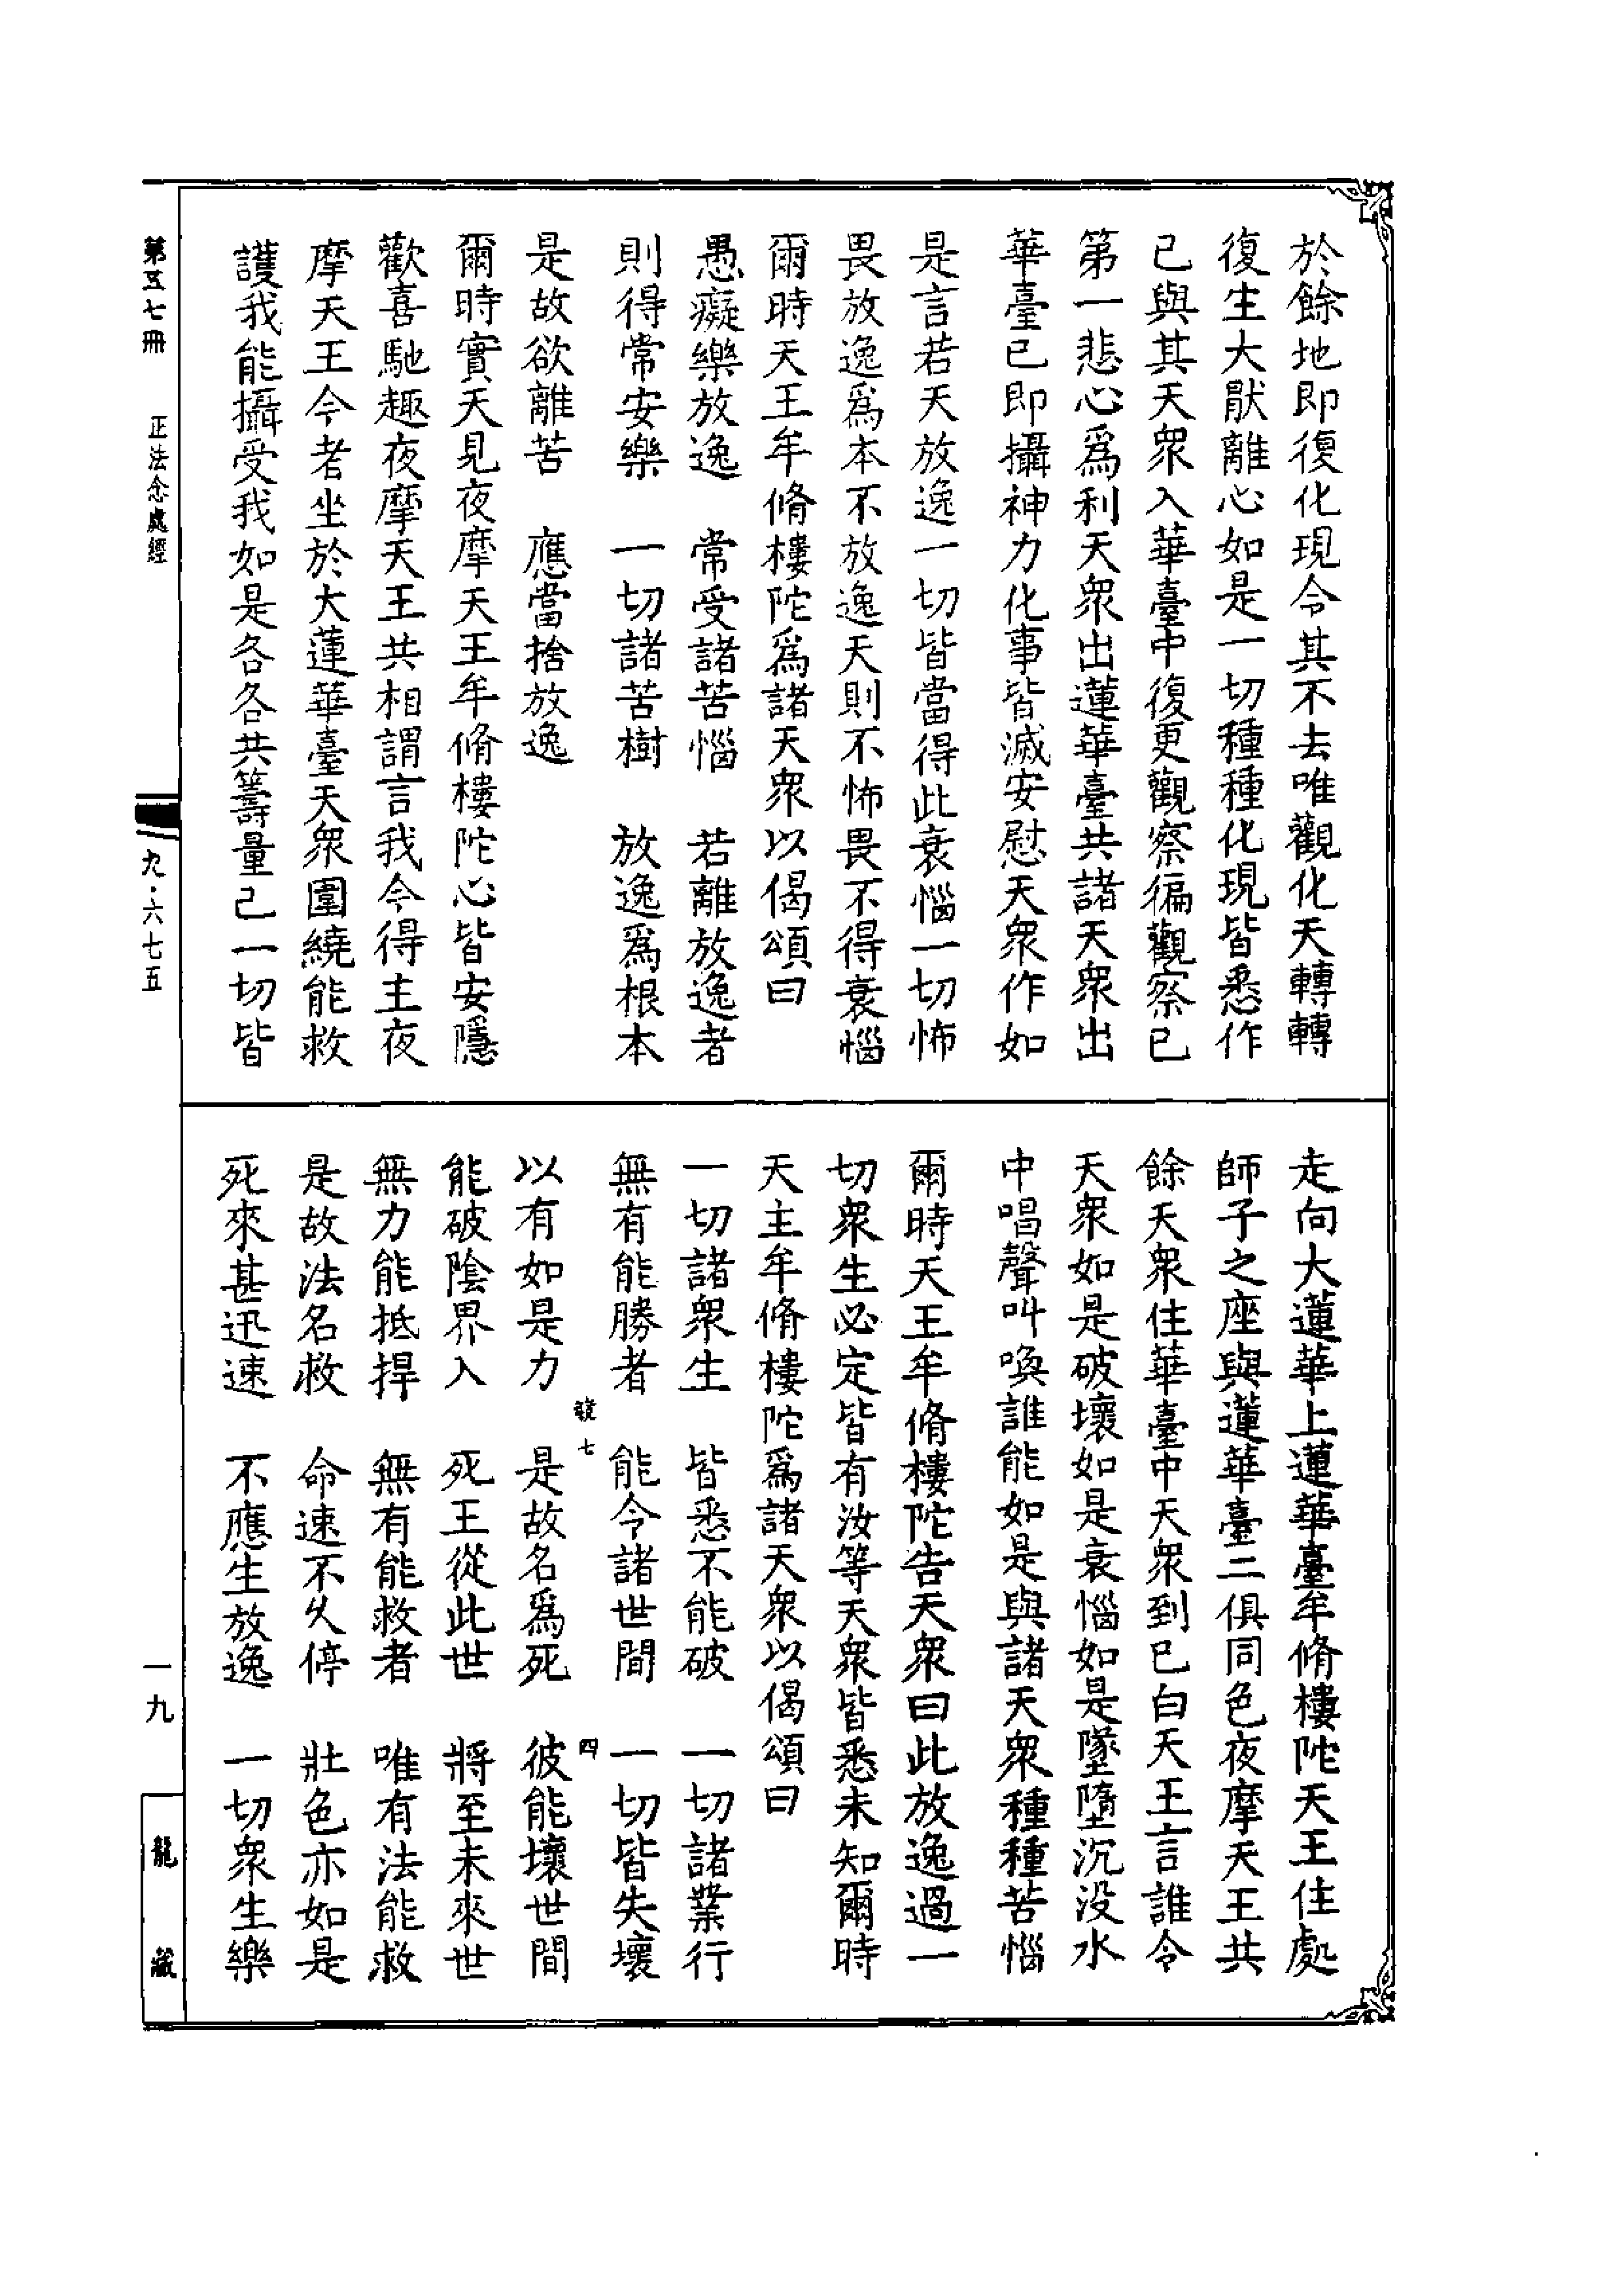 於餘地即復化現令其不去唯觀化天轉轉
復生大猒離心如是一切種種化現皆悉作
已與其天衆入華臺中復更觀察徧觀察已
第一悲心爲利天衆出蓮華臺共諸天衆出
華臺已即攝神力化事皆滅安慰天衆作如
是言若天放逸一切皆當得此衰惱一切怖
畏放逸爲本不放逸天則不怖畏不得衰惱
爾時天王牟脩樓陀爲諸天衆以偈頌曰
愚癡樂放逸　常受諸苦惱　若離放逸者
則得常安樂　一切諸苦樹　放逸爲根本
是故欲離苦　應當捨放逸
爾時實天見夜摩天王牟脩樓陀心皆安隱
歡喜馳趣夜摩天王共相謂言我今得主夜
摩天王今者坐於大蓮華臺天衆圍繞能救
護我能攝受我如是各各共籌量已一切皆
走向大蓮華上蓮華臺牟脩樓陀天王住處
師子之座與蓮華臺二俱同色夜摩天王共
餘天衆住華臺中天衆到已白天王言誰令
天衆如是破壞如是衰惱如是墜墮沉没水
中唱聲叫喚誰能如是與諸天衆種種苦惱
爾時天王牟脩樓陀告天衆曰此放逸過一
切衆生必定皆有汝等天衆皆悉未知爾時
天主牟脩樓陀爲諸天衆以偈頌曰
一切諸衆生　皆悉不能破　一切諸業行
無有能勝者　能令諸世間　一切皆失壞
七　四
以有如是力　是故名爲死　彼能壞世間
能破陰界入　死王從此世　將至未來世
無力能抵捍　無有能救者　唯有法能救
是故法名救　命速不久停　壯色亦如是
死來甚迅速　不應生放逸　一切衆生樂
第五七冊　正法念處經　九·六七五　一九　龍藏